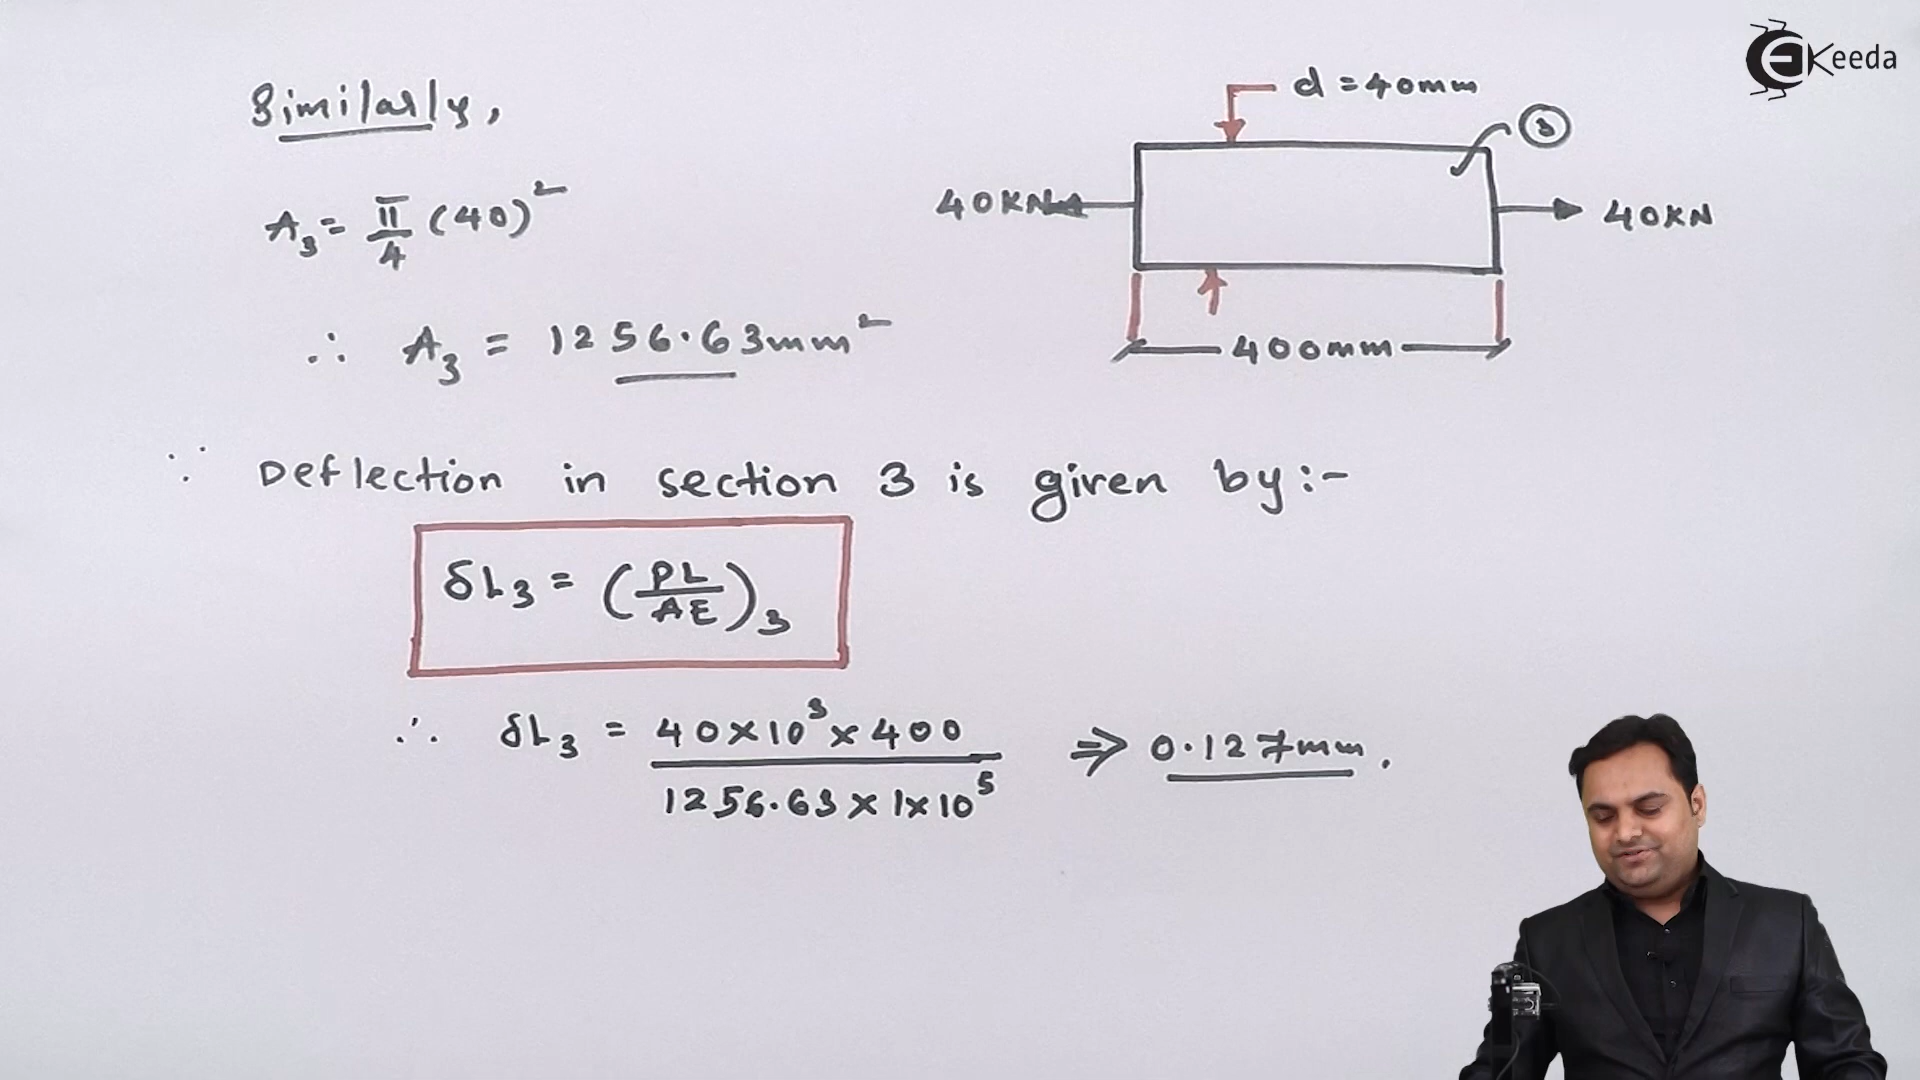 Similarly,
A₃ = π/4 (40)²
∴ A₃ = 1256.63mm²
d = 40mm
3
40KN
40KN
400mm
∵ Deflection in section 3 is given by:-
δL₃ = (PL/AE)₃
∴ δL₃ = 40×10³×400 / 1256.63×1×10⁵ ⇒ 0.127mm.
EKeeda